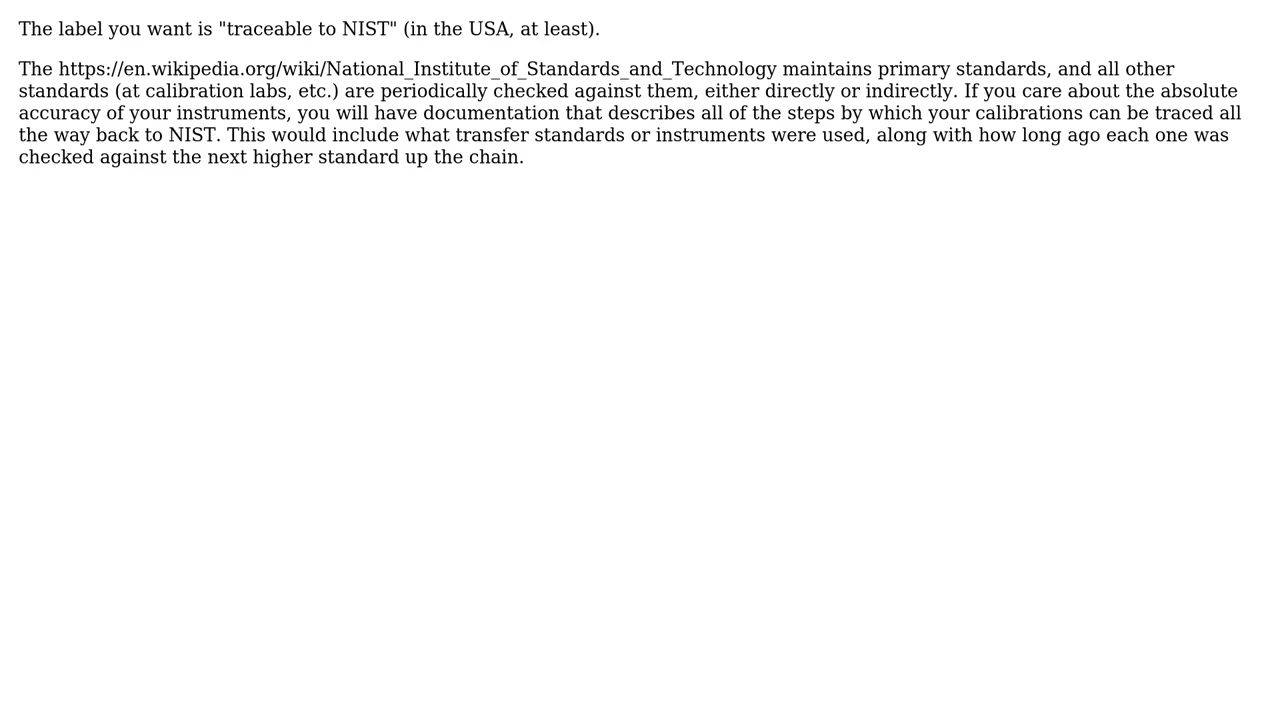 The label you want is "traceable to NIST" (in the USA, at least).
The https://en.wikipedia.org/wiki/National_Institute_of_Standards_and_Technology maintains primary standards, and all other
standards (at calibration labs, etc.) are periodically checked against them, either directly or indirectly. If you care about the absolute
accuracy of your instruments, you will have documentation that describes all of the steps by which your calibrations can be traced all
the way back to NIST. This would include what transfer standards or instruments were used, along with how long ago each one was
checked against the next higher standard up the chain.